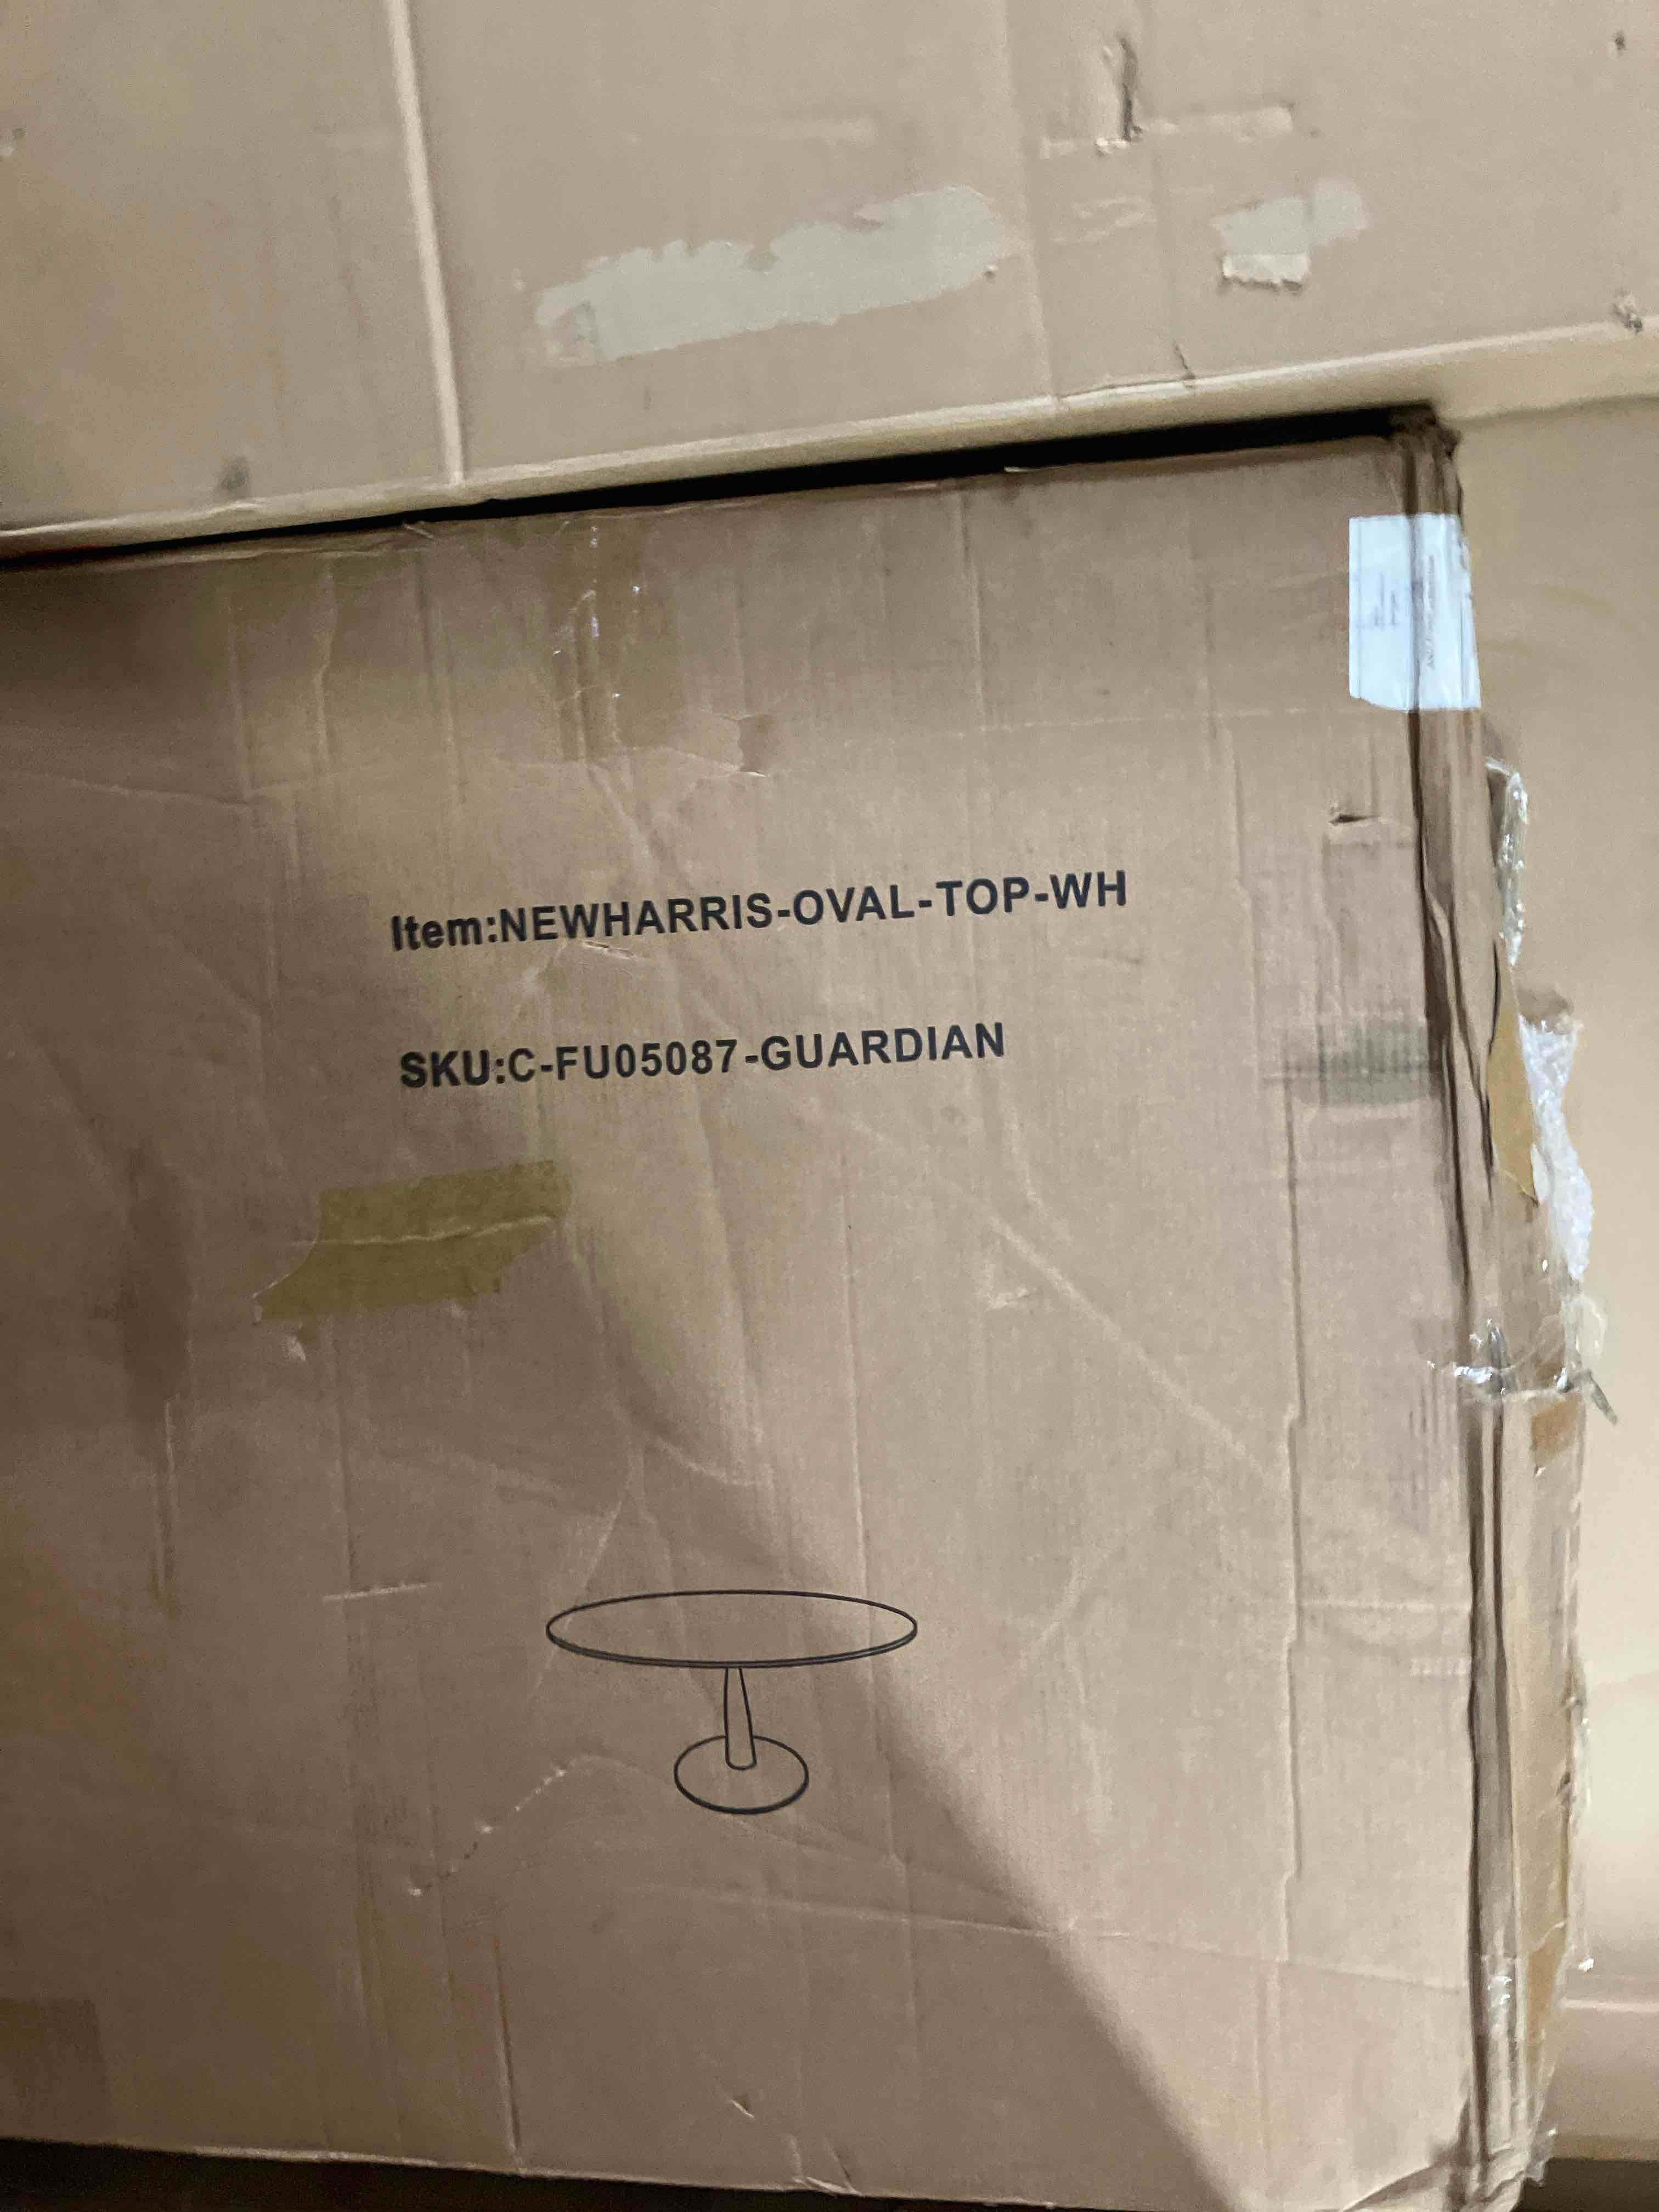 Item:NEWHARRIS-OVAL-TOP-WH
SKU:C-FU05087-GUARDIAN